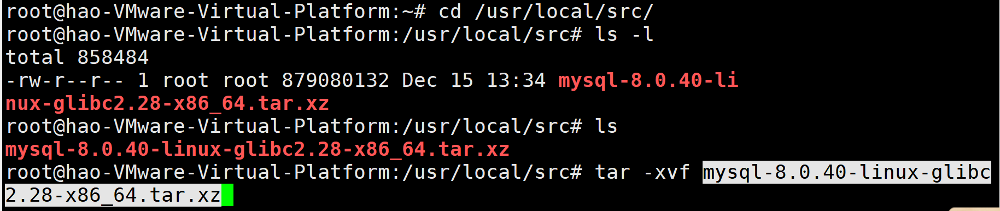 root@hao-VMware-Virtual-Platform:~# cd /usr/local/src/
root@hao-VMware-Virtual-Platform:/usr/local/src# ls -l
total 858484
-rw-r--r-- 1 root root 879080132 Dec 15 13:34 mysql-8.0.40-li
nux-glibc2.28-x86_64.tar.xz
root@hao-VMware-Virtual-Platform:/usr/local/src# ls
mysql-8.0.40-linux-glibc2.28-x86_64.tar.xz
root@hao-VMware-Virtual-Platform:/usr/local/src# tar -xvf mysql-8.0.40-linux-glibc
2.28-x86_64.tar.xz